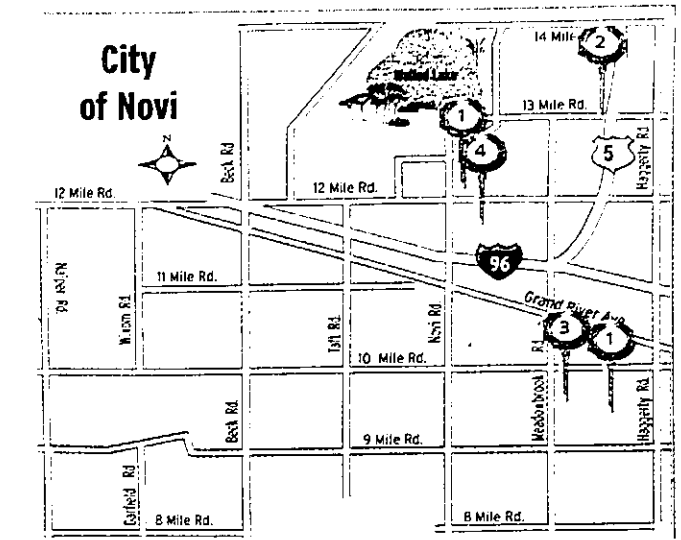 City
of Novi
N
14 Mile
2
Walled Lake
13 Mile Rd.
1
4
5
Beck Rd
Haggerty Rd
12 Mile Rd.
12 Mile Rd.
96
11 Mile Rd.
Napier Rd.
Wixom Rd
Taft Rd.
Novi Rd.
Grand River Ave
3
1
10 Mile Rd.
Meadowbrook Rd
Haggerty Rd.
Beck Rd.
9 Mile Rd.
Garfield Rd
8 Mile Rd.
8 Mile Rd.